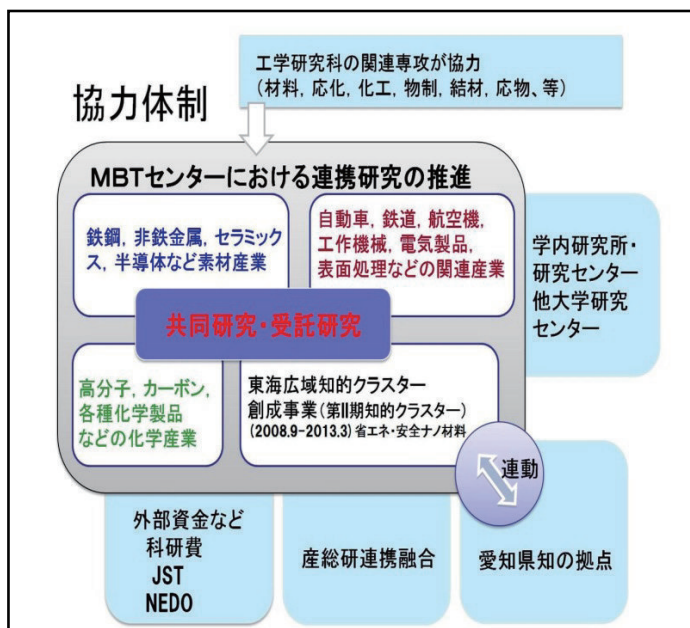 工学研究科の関連専攻が協力
(材料, 応化, 化工, 物制, 結材, 応物、等)
協力体制
MBTセンターにおける連携研究の推進
鉄鋼, 非鉄金属, セラミック
ス, 半導体など素材産業
自動車, 鉄道, 航空機,
工作機械, 電気製品,
表面処理などの関連産業
学内研究所・
研究センター
他大学研究
センター
共同研究・受託研究
高分子, カーボン,
各種化学製品
などの化学産業
東海広域知的クラスター
創成事業(第II期知的クラスター)
(2008.9-2013.3) 省エネ・安全ナノ材料
連動
外部資金など
科研費
JST
NEDO
産総研連携融合
愛知県知の拠点